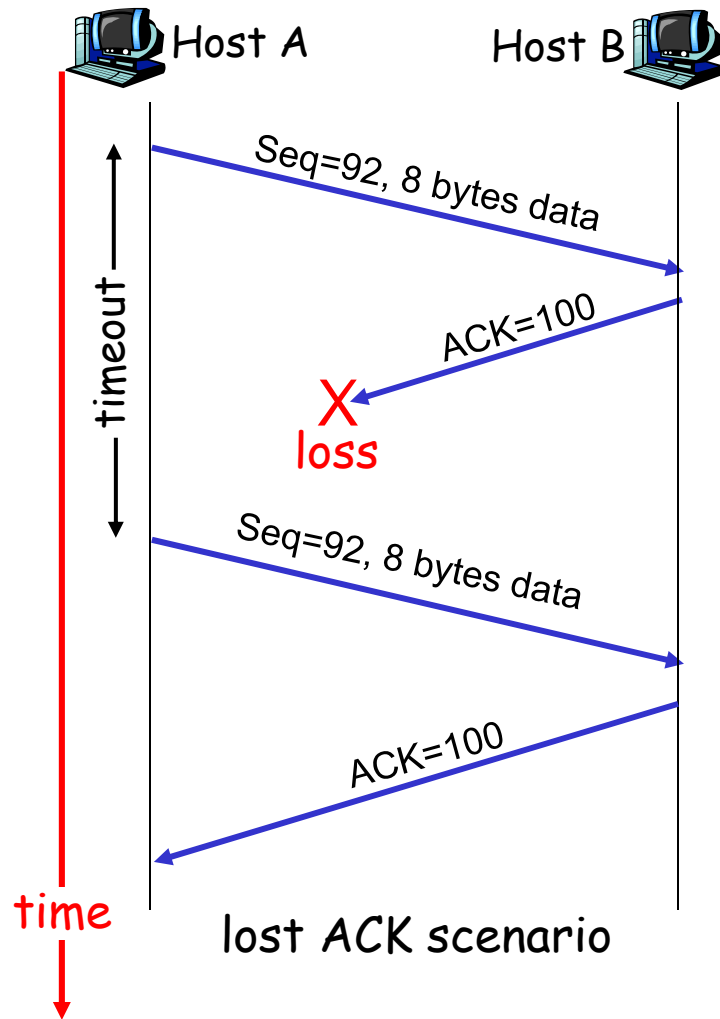 Host A
Host B
Seq=92, 8 bytes data
ACK=100
timeout
X
loss
Seq=92, 8 bytes data
ACK=100
time
lost ACK scenario